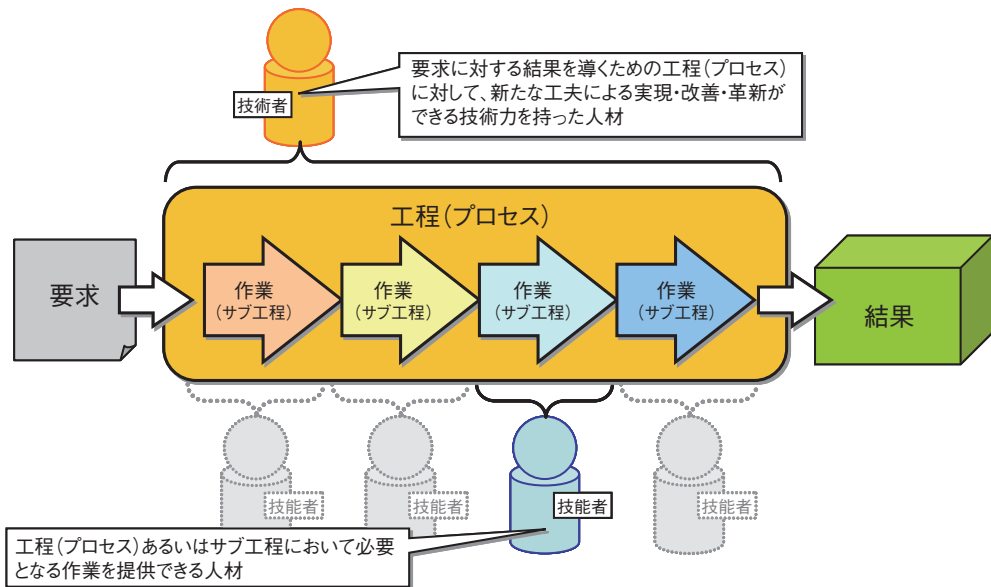 要求に対する結果を導くための工程(プロセス)
に対して、新たな工夫による実現・改善・革新が
できる技術力を持った人材
技術者
工程(プロセス)
要求
作業
(サブ工程)
作業
(サブ工程)
作業
(サブ工程)
作業
(サブ工程)
結果
技能者
技能者
技能者
技能者
工程(プロセス)あるいはサブ工程において必要
となる作業を提供できる人材